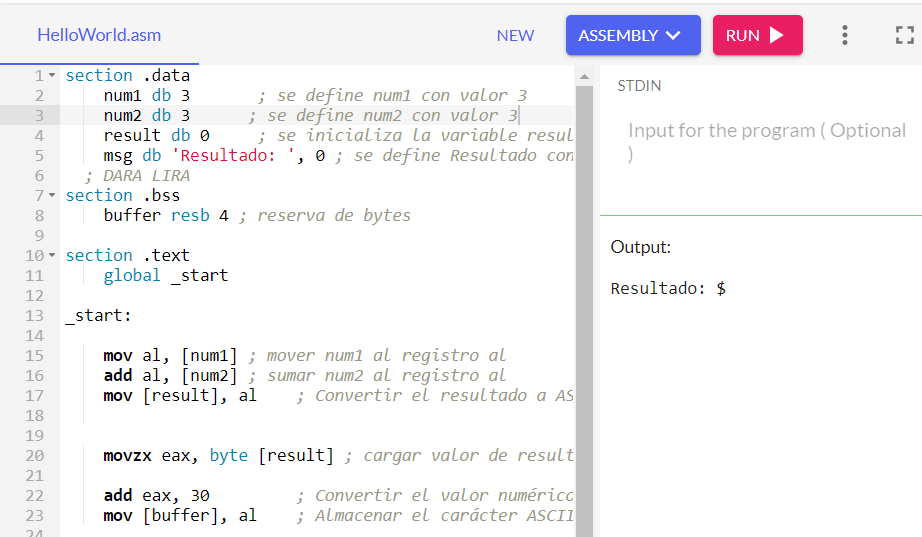 HelloWorld.asm NEW ASSEMBLY RUN
1 section .data
2 num1 db 3 ; se define num1 con valor 3
3 num2 db 3 ; se define num2 con valor 3
4 result db 0 ; se inicializa la variable resul
5 msg db 'Resultado: ', 0 ; se define Resultado con
6 ; DARA LIRA
7 section .bss
8 buffer resb 4 ; reserva de bytes
9
10 section .text
11 global _start
12
13 _start:
14
15 mov al, [num1] ; mover num1 al registro al
16 add al, [num2] ; sumar num2 al registro al
17 mov [result], al ; Convertir el resultado a AS
18
19
20 movzx eax, byte [result] ; cargar valor de result
21
22 add eax, 30 ; Convertir el valor numérico
23 mov [buffer], al ; Almacenar el carácter ASCII
24
STDIN
Input for the program ( Optional
)
Output:
Resultado: $